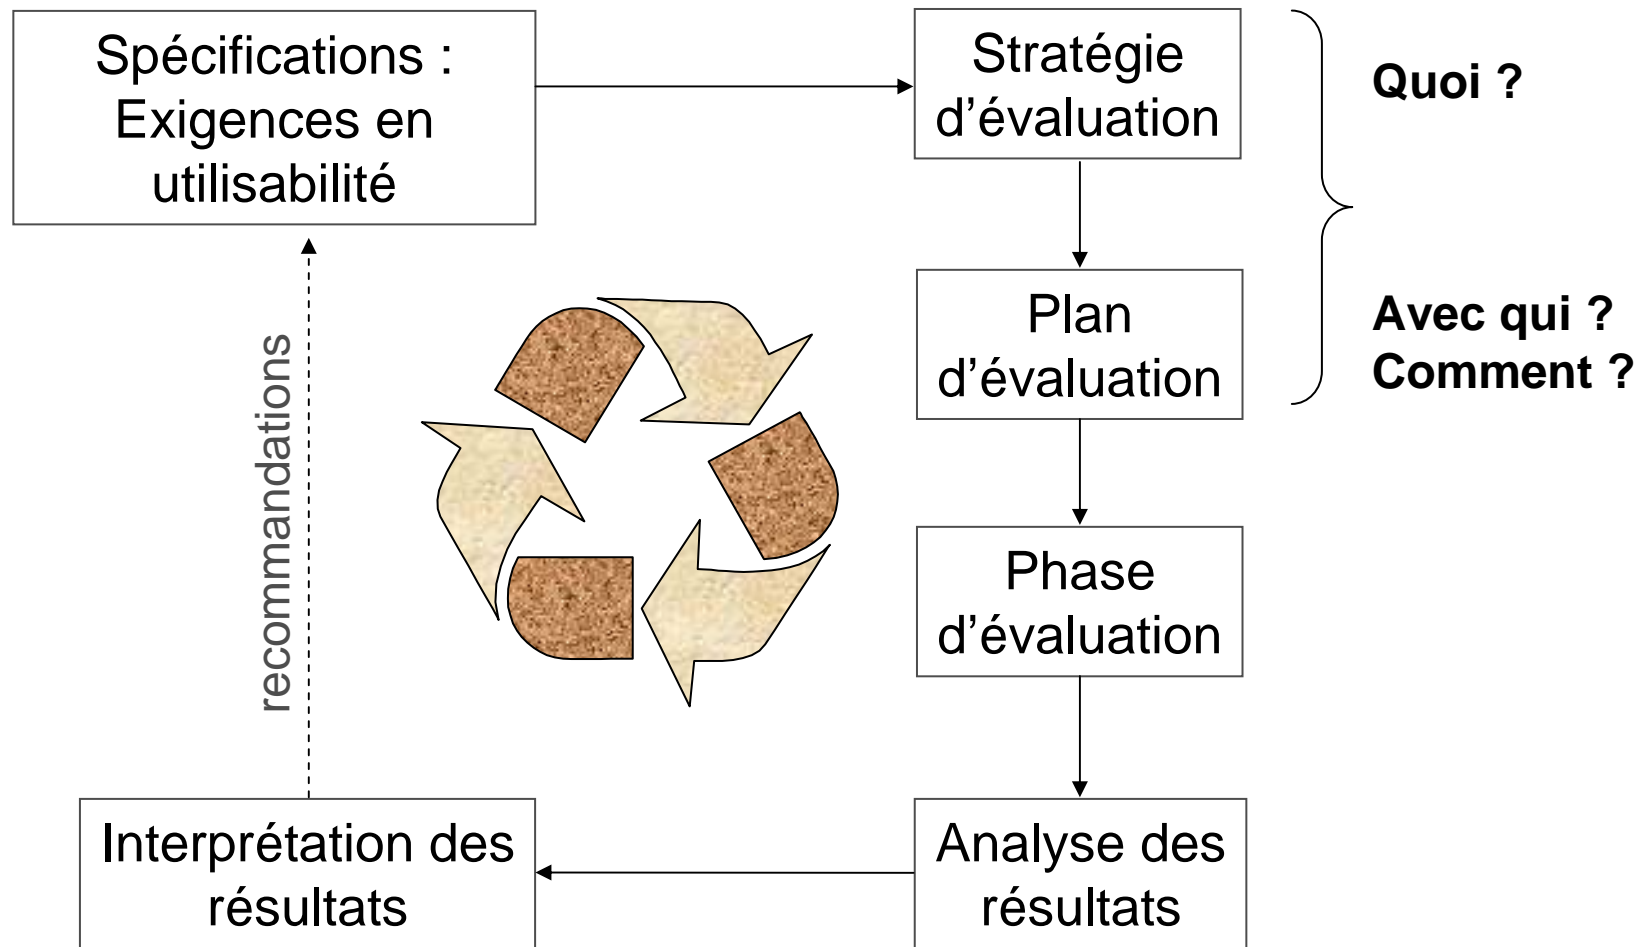 Spécifications :
Exigences en
utilisabilité
Stratégie
d’évaluation
Quoi ?
Plan
d’évaluation
Avec qui ?
Comment ?
Phase
d’évaluation
Analyse des
résultats
Interprétation des
résultats
recommandations